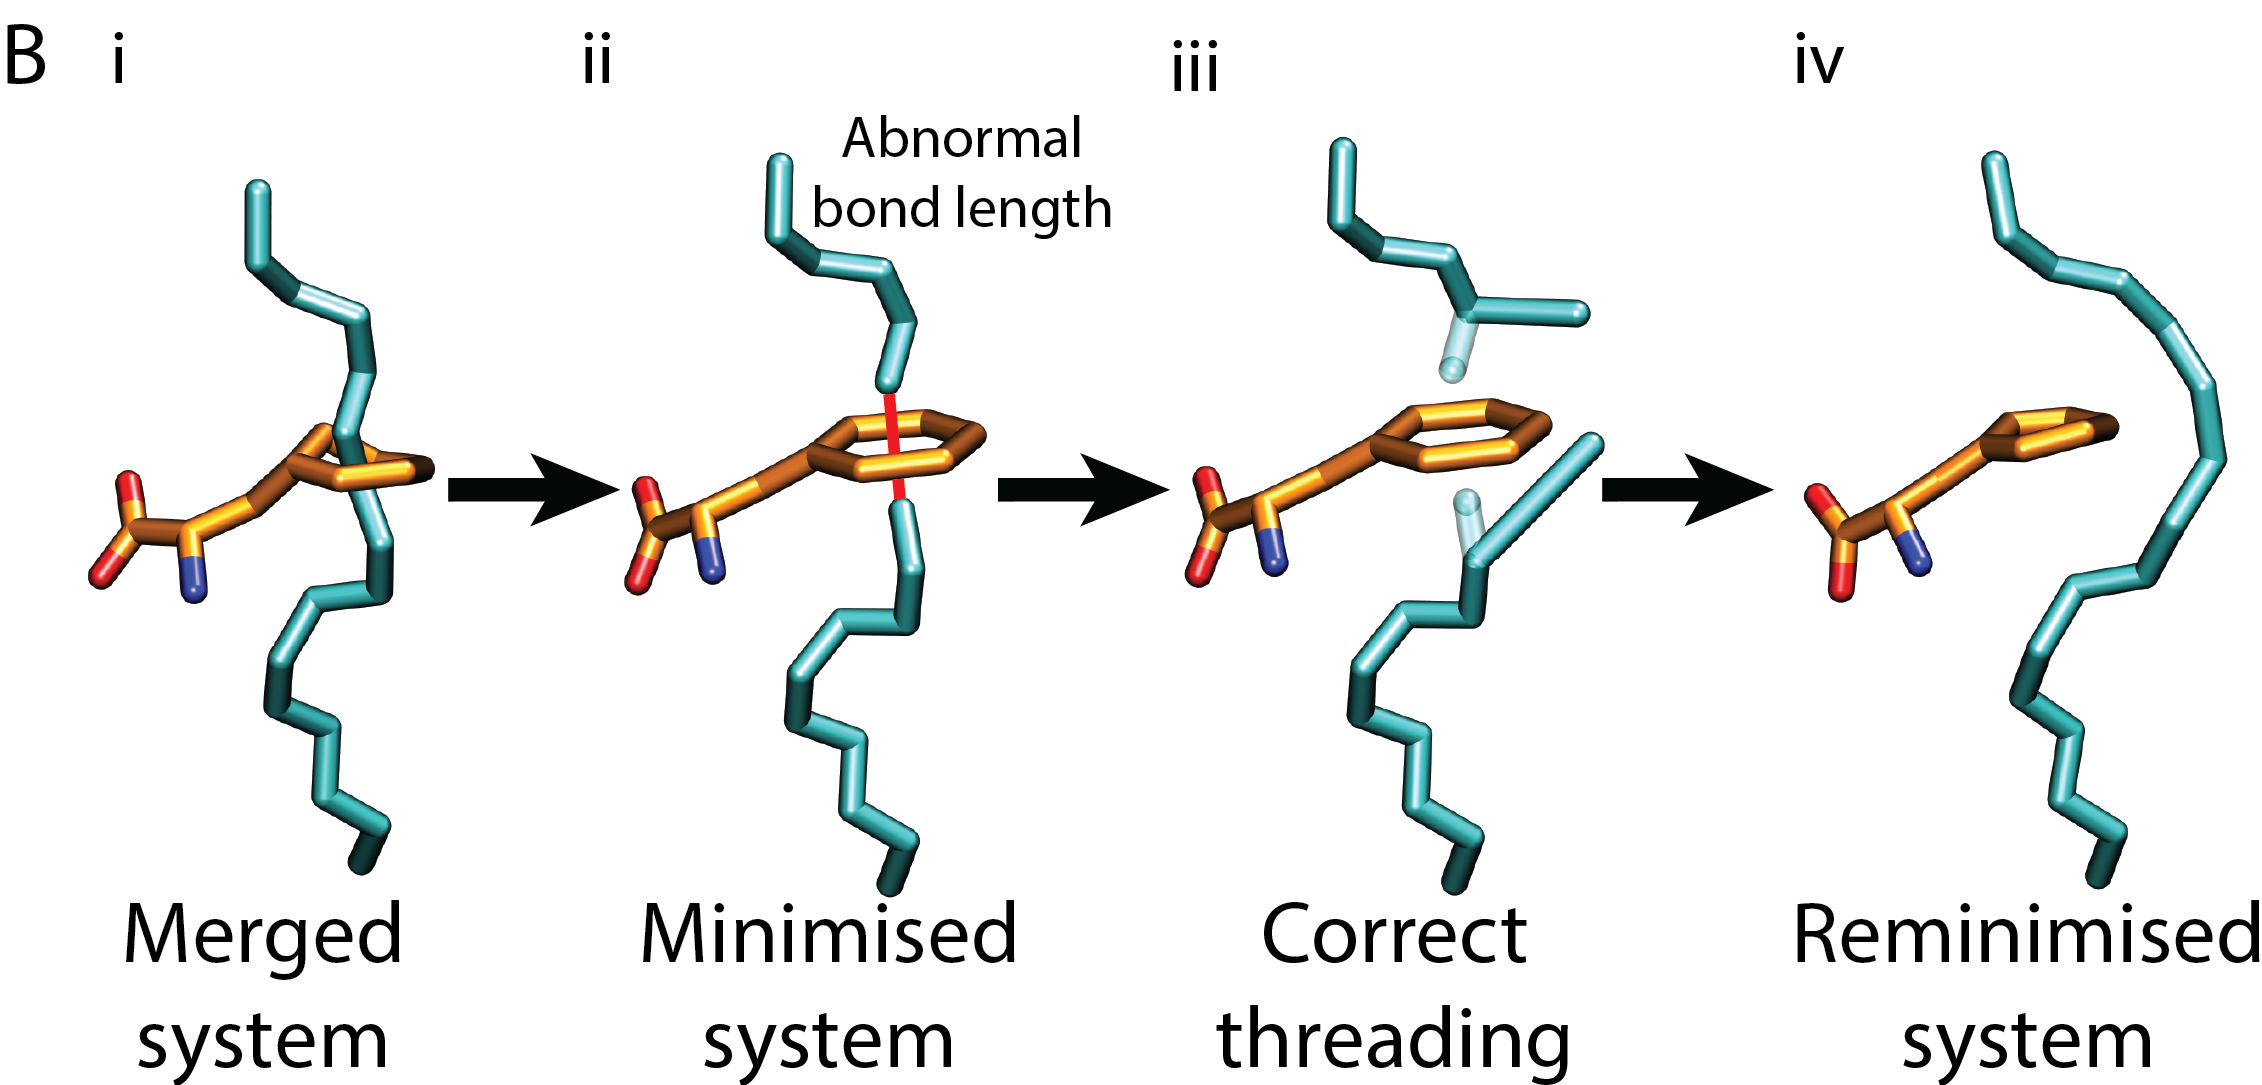 B i ii iii iv
Abnormal
bond length
Merged
system
Minimised
system
Correct
threading
Reminimised
system